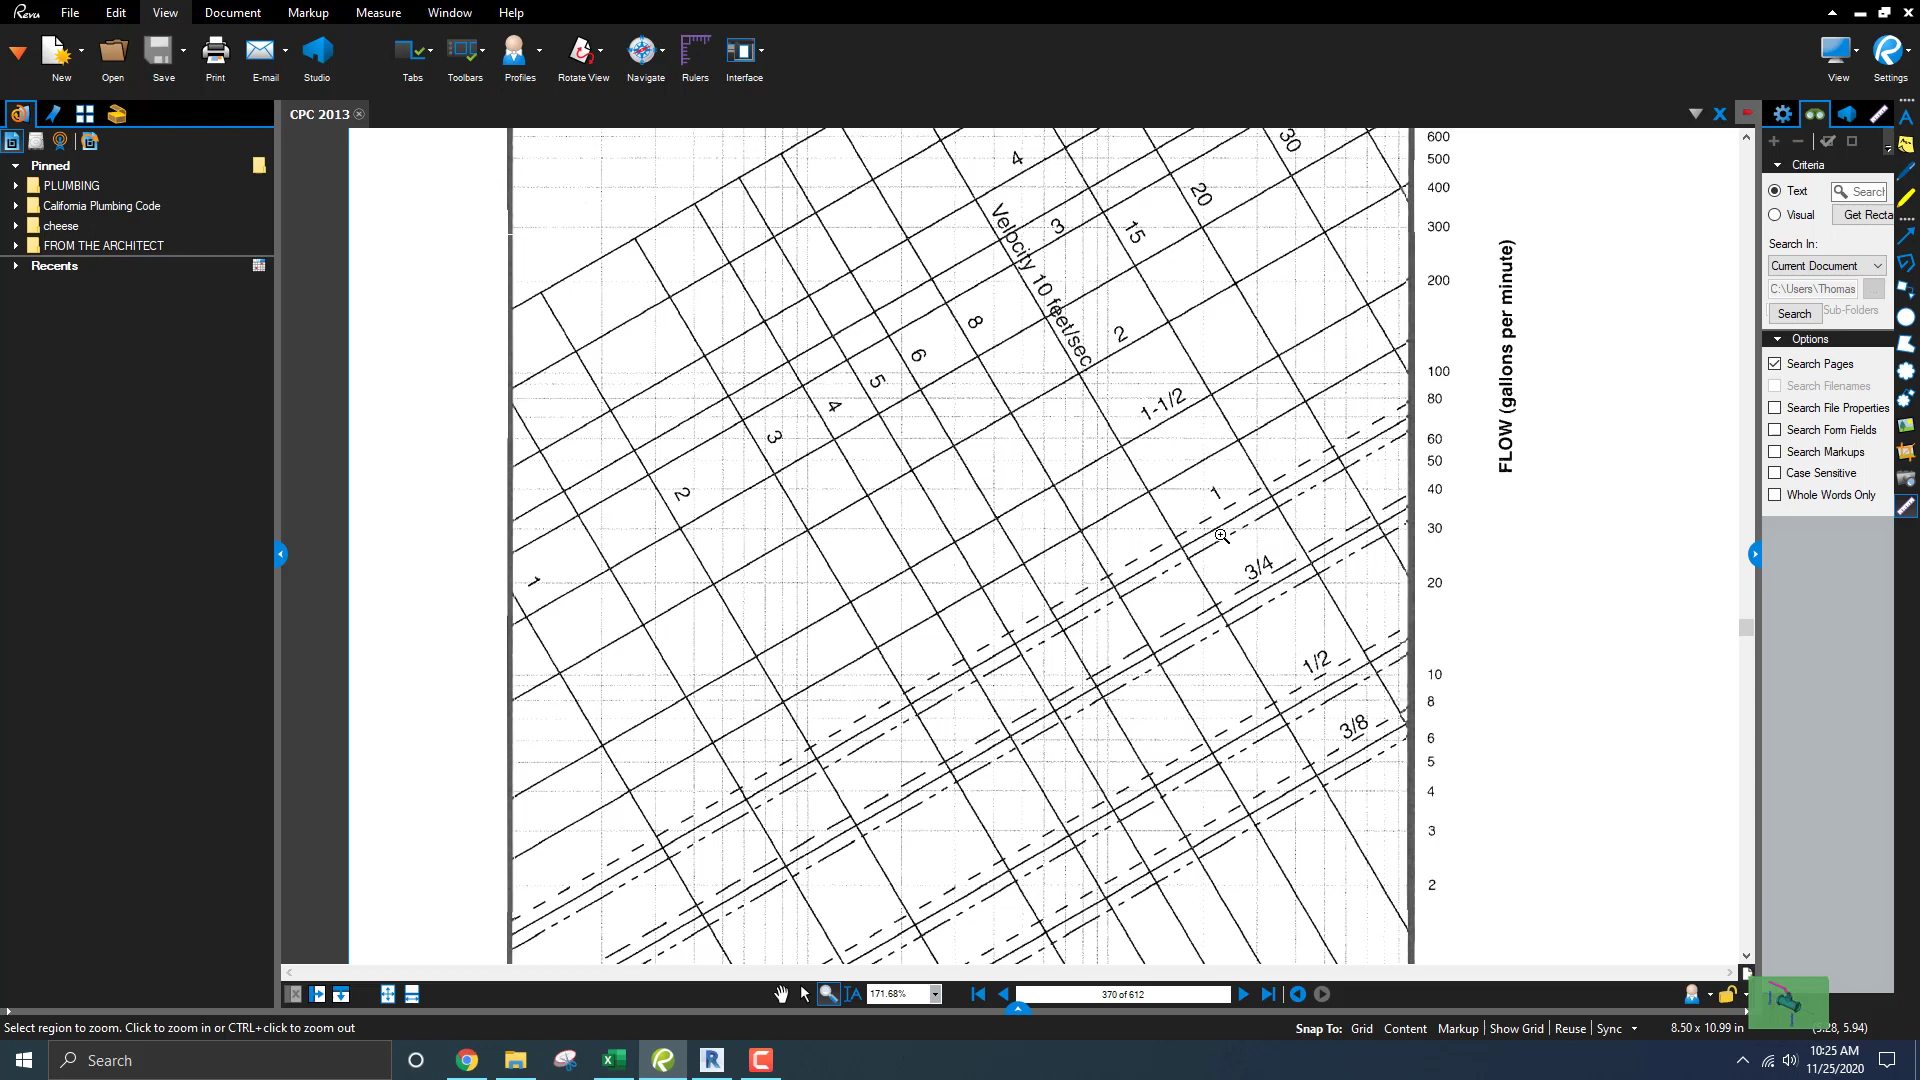 Revu File Edit View Document Markup Measure Window Help
New Open Save Print E-mail Studio Tabs Toolbars Profiles Rotate View Navigate Rulers Interface View Settings
CPC 2013
Pinned
PLUMBING
California Plumbing Code
cheese
FROM THE ARCHITECT
Recents
4
30
20
15
3
Velocity 10 feet/sec.
8
2
6
5
1-1/2
4
3
2
1
3/4
1
1/2
3/8
600
500
400
300
200
100
80
60
50
40
30
20
10
8
6
5
4
3
2
FLOW (gallons per minute)
Criteria
Text Search
Visual Get Recta
Search In:
Current Document
C:\Users\Thomas ...
Search Sub-Folders
Options
Search Pages
Search Filenames
Search File Properties
Search Form Fields
Search Markups
Case Sensitive
Whole Words Only
171.68% 370 of 612
Select region to zoom. Click to zoom in or CTRL+click to zoom out
Snap To: Grid Content Markup Show Grid Reuse Sync 8.50 x 10.99 in 5.94)
Search
10:25 AM
11/25/2020